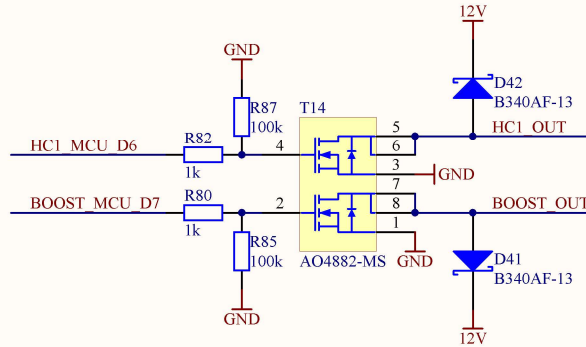 12V
GND
D42
B340AF-13
R87
100k
T14
HC1_MCU_D6
R82
1k
4
5
6
3
HC1_OUT
GND
BOOST_MCU_D7
R80
1k
2
7
8
1
BOOST_OUT
R85
100k
GND
AO4882-MS
D41
B340AF-13
GND
12V